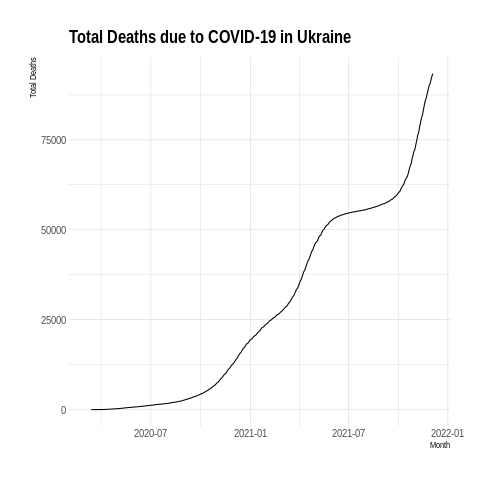 Total Deaths due to COVID-19 in Ukraine
Total Deaths
75000
50000
25000
0
2020-07 2021-01 2021-07 2022-01
Month